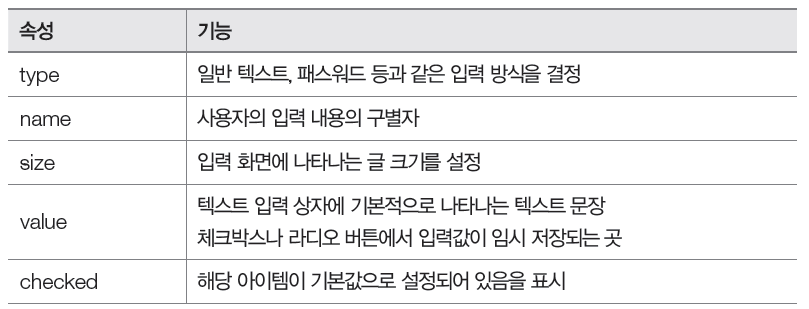 속성 기능
type 일반 텍스트, 패스워드 등과 같은 입력 방식을 결정
name 사용자의 입력 내용의 구별자
size 입력 화면에 나타나는 글 크기를 설정
value 텍스트 입력 상자에 기본적으로 나타나는 텍스트 문장
체크박스나 라디오 버튼에서 입력값이 임시 저장되는 곳
checked 해당 아이템이 기본값으로 설정되어 있음을 표시